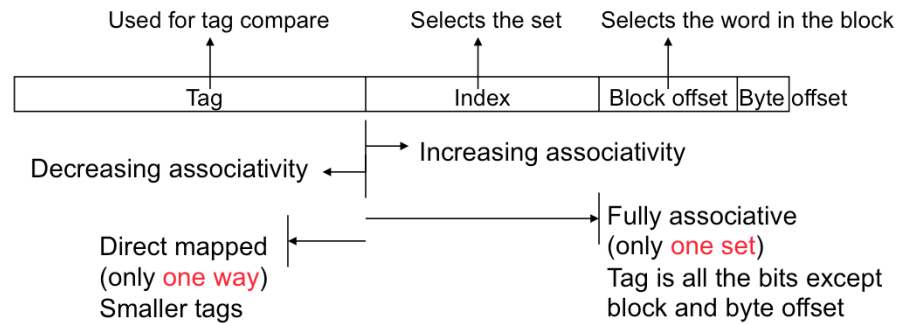 Used for tag compare
Selects the set
Selects the word in the block
Tag
Index
Block offset
Byte offset
Increasing associativity
Decreasing associativity
Fully associative
(only one set)
Tag is all the bits except
block and byte offset
Direct mapped
(only one way)
Smaller tags